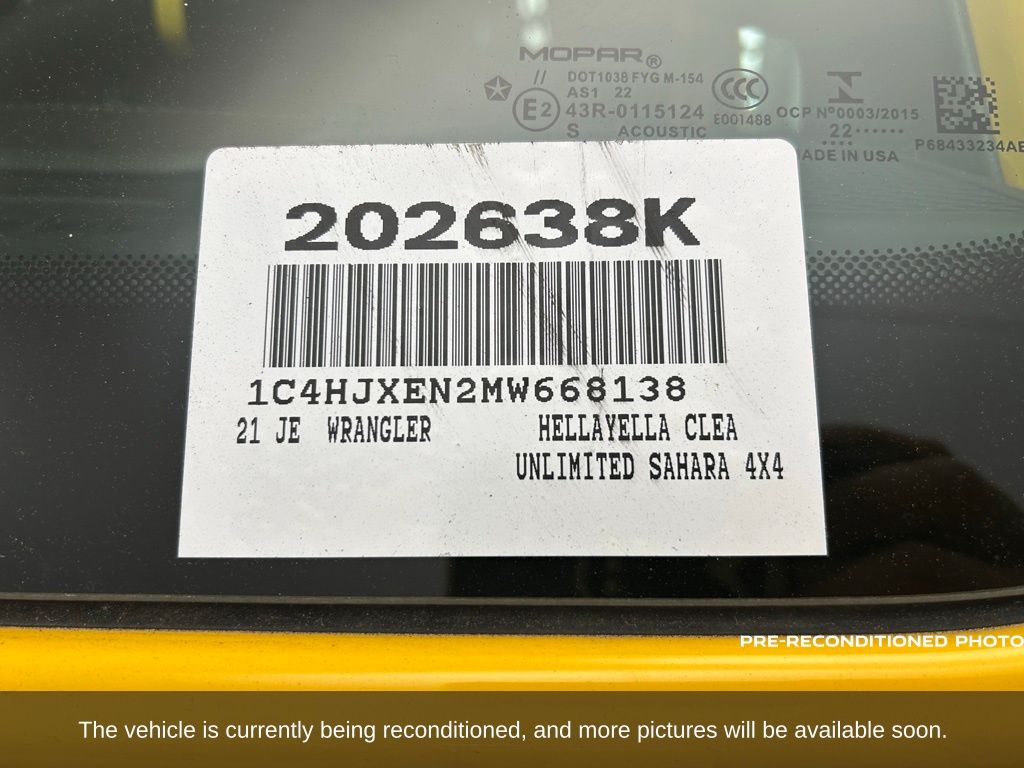 MOPAR®
// DOT1038 FYG M-154
AS1 22
E2 43R-0115124
S ACOUSTIC
CCC
E001468
OCP Nº0003/2015
22······
MADE IN USA
P68433234AE
202638K
1C4HJXEN2MW668138
21 JE WRANGLER HELLAYELLA CLEA
UNLIMITED SAHARA 4X4
PRE-RECONDITIONED PHOTO
The vehicle is currently being reconditioned, and more pictures will be available soon.